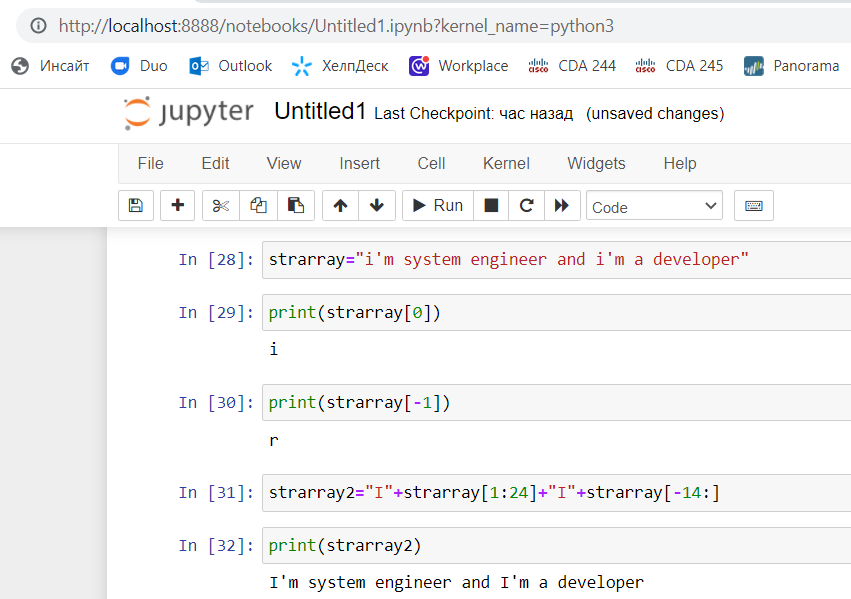 http://localhost:8888/notebooks/Untitled1.ipynb?kernel_name=python3
Инсайт Duo Outlook ХелпДеск Workplace CDA 244 CDA 245 Panorama
jupyter Untitled1 Last Checkpoint: час назад (unsaved changes)
File Edit View Insert Cell Kernel Widgets Help
Run Code
In [28]: strarray="i'm system engineer and i'm a developer"
In [29]: print(strarray[0])
i
In [30]: print(strarray[-1])
r
In [31]: strarray2="I"+strarray[1:24]+"I"+strarray[-14:]
In [32]: print(strarray2)
I'm system engineer and I'm a developer